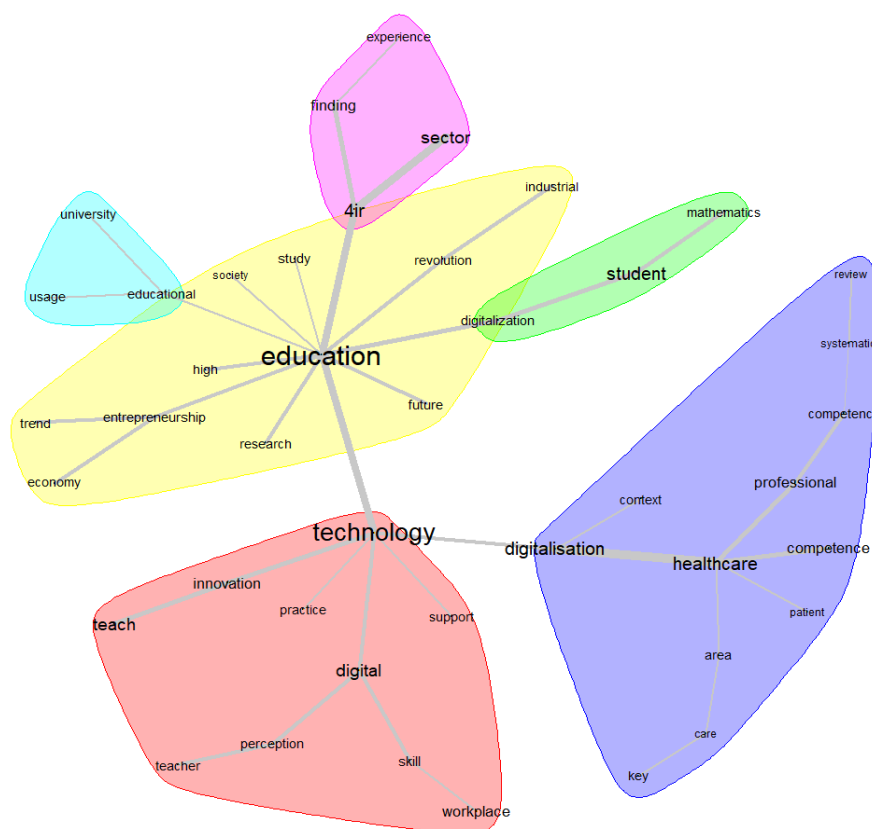 experience
finding
sector
industrial
4ir
mathematics
university
study
revolution
society
student
review
usage
educational
digitalization
systematic
education
high
future
competency
trend
entrepreneurship
research
economy
professional
context
technology
digitalisation
competence
healthcare
innovation
practice
support
patient
teach
area
digital
care
perception
teacher
skill
key
workplace